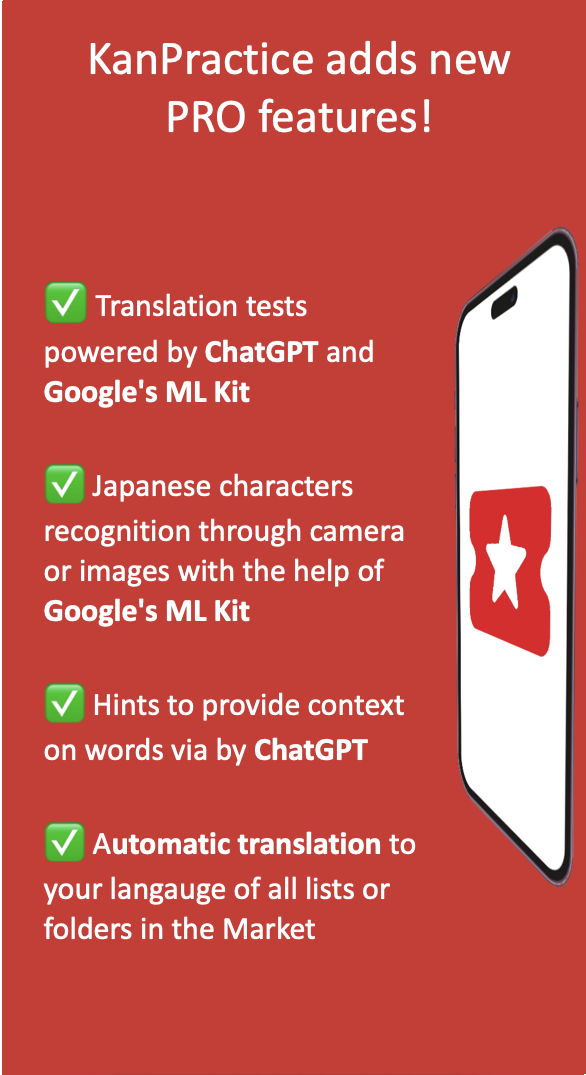 KanPractice adds new
PRO features!
✅ Translation tests
powered by ChatGPT and
Google's ML Kit
✅ Japanese characters
recognition through camera
or images with the help of
Google's ML Kit
✅ Hints to provide context
on words via by ChatGPT
✅ Automatic translation to
your langauge of all lists or
folders in the Market